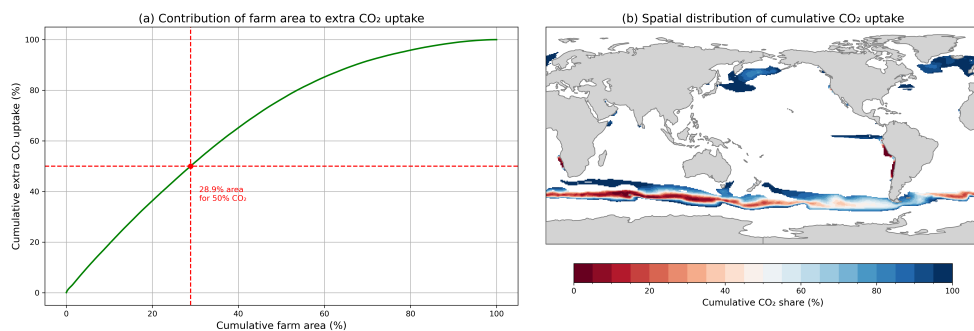 (a) Contribution of farm area to extra CO₂ uptake
Cumulative extra CO₂ uptake (%)
100
80
60
40
20
0
28.9% area
for 50% CO₂
0 20 40 60 80 100
Cumulative farm area (%)
(b) Spatial distribution of cumulative CO₂ uptake
0 20 40 60 80 100
Cumulative CO₂ share (%)